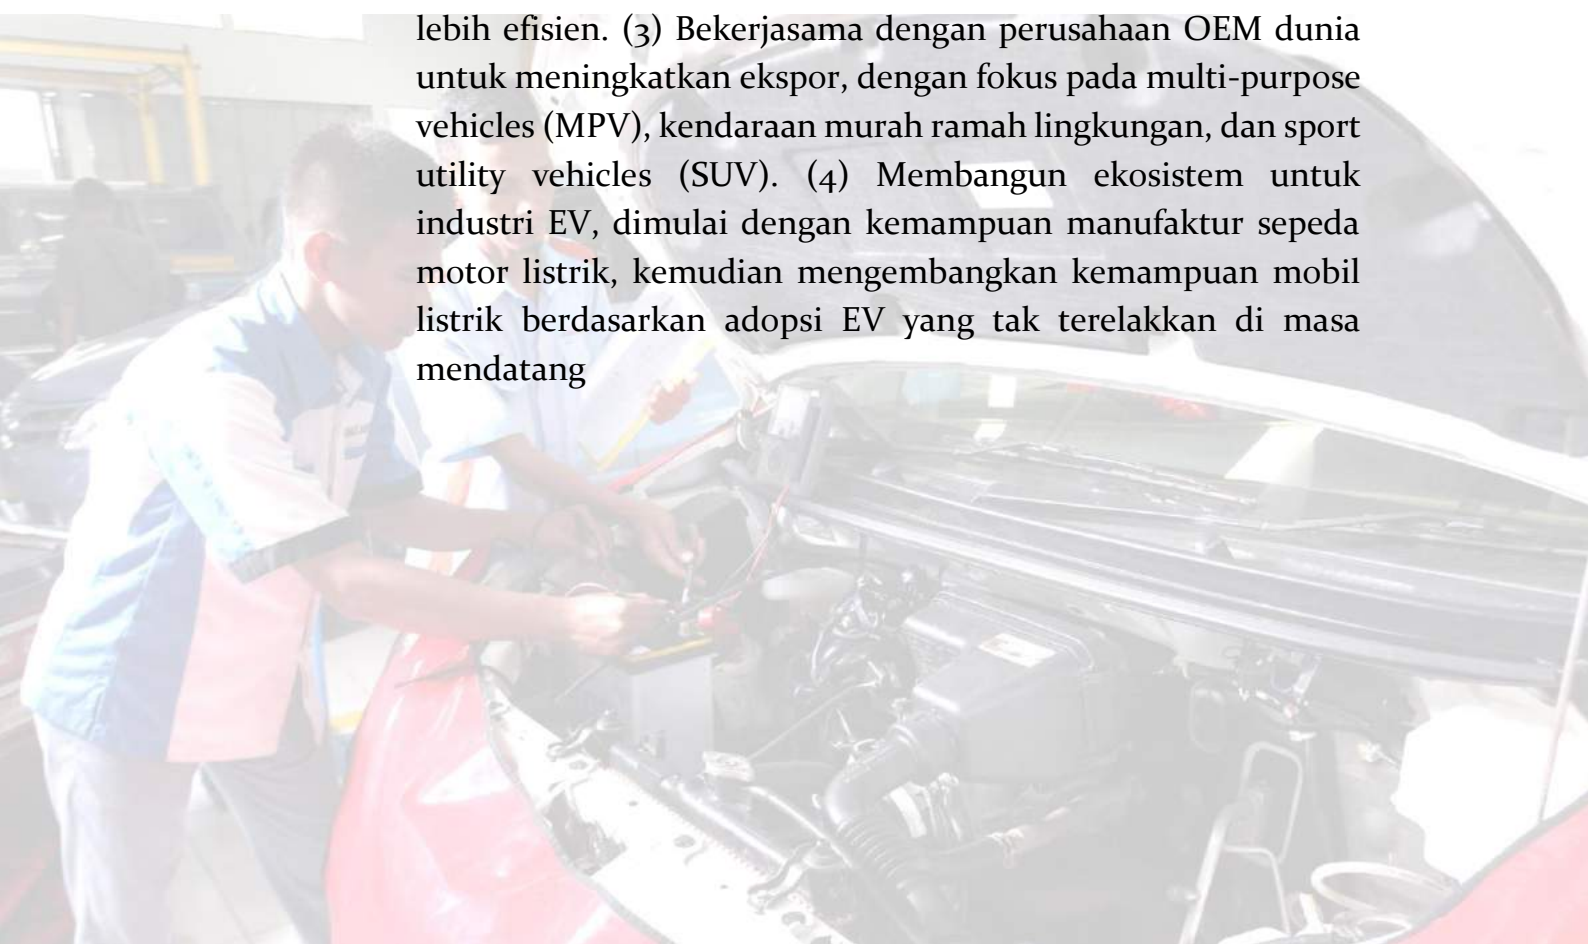 lebih efisien. (3) Bekerjasama dengan perusahaan OEM dunia
untuk meningkatkan ekspor, dengan fokus pada multi-purpose
vehicles (MPV), kendaraan murah ramah lingkungan, dan sport
utility vehicles (SUV). (4) Membangun ekosistem untuk
industri EV, dimulai dengan kemampuan manufaktur sepeda
motor listrik, kemudian mengembangkan kemampuan mobil
listrik berdasarkan adopsi EV yang tak terelakkan di masa
mendatang